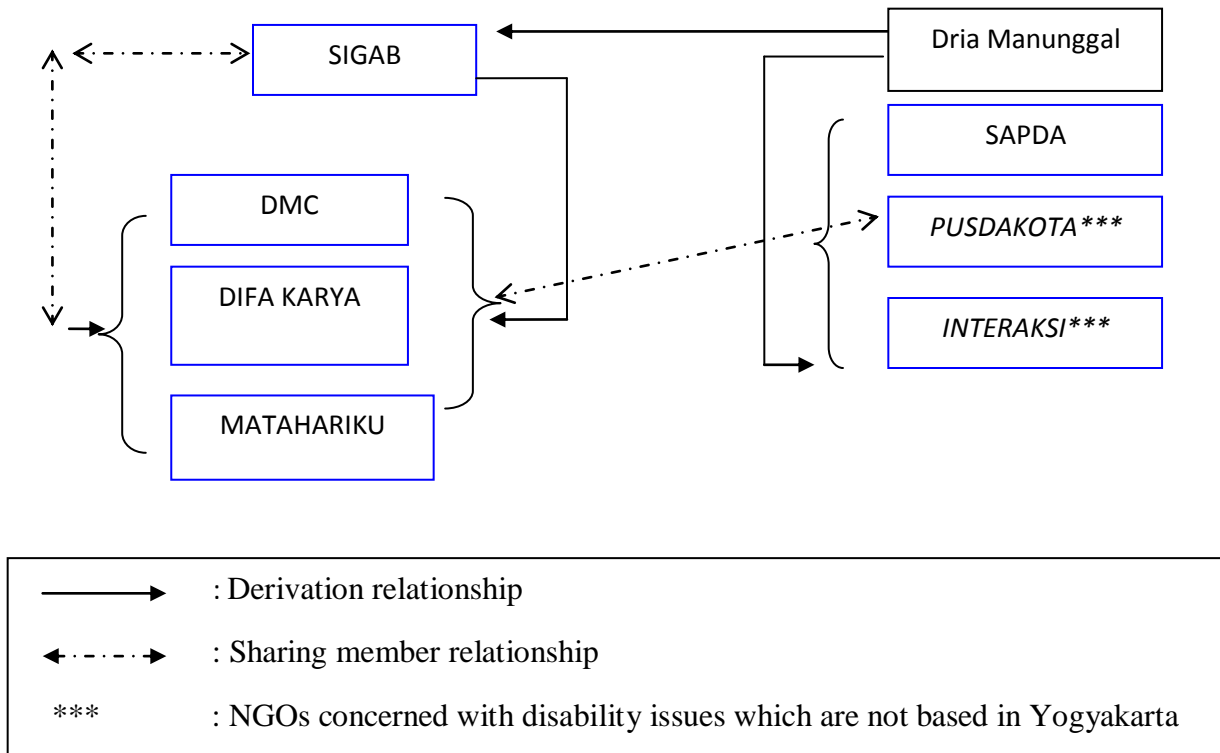 SIGAB
Dria Manunggal
SAPDA
DMC
PUSDAKOTA***
DIFA KARYA
INTERAKSI***
MATAHARIKU
: Derivation relationship
: Sharing member relationship
*** : NGOs concerned with disability issues which are not based in Yogyakarta